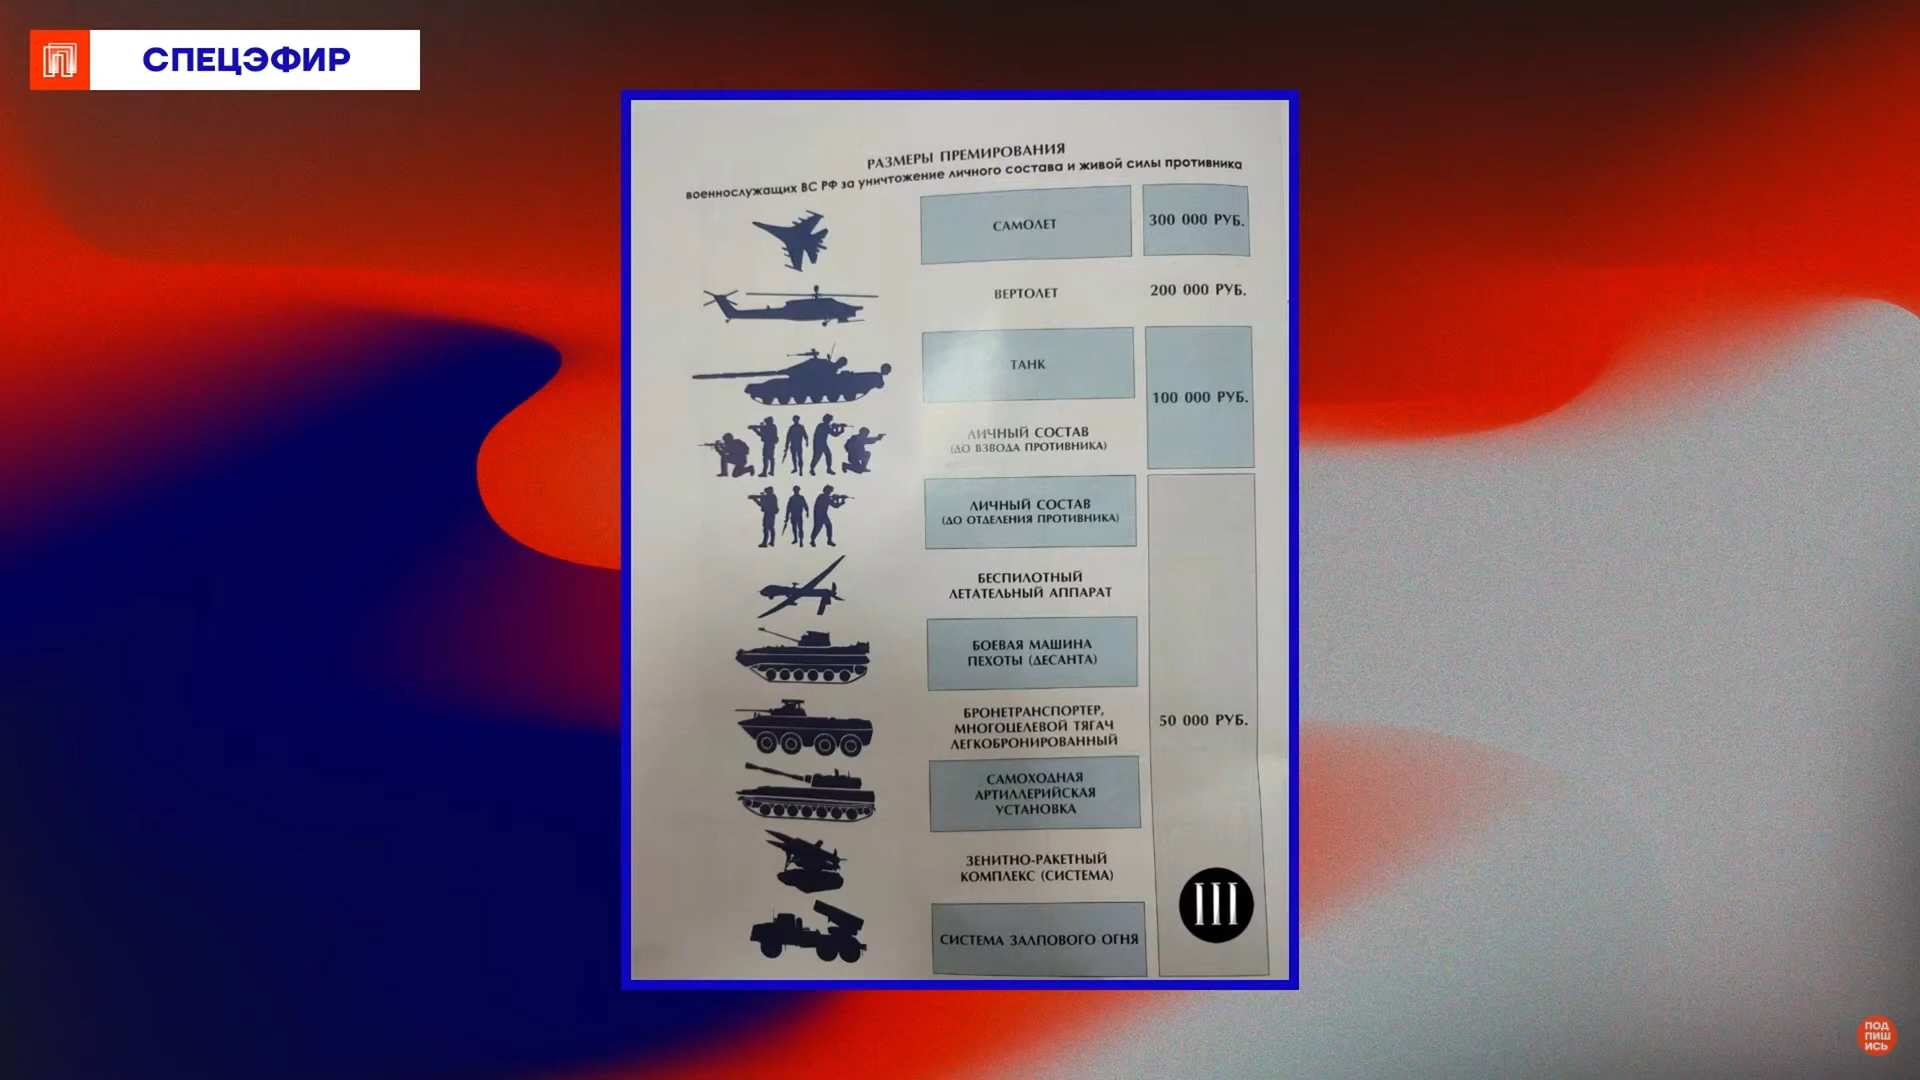 СПЕЦЭФИР
РАЗМЕРЫ ПРЕМИРОВАНИЯ
военнослужащих ВС РФ за уничтожение личного состава и живой силы противника
САМОЛЕТ
300 000 РУБ.
ВЕРТОЛЕТ
200 000 РУБ.
ТАНК
100 000 РУБ.
ЛИЧНЫЙ СОСТАВ
(ДО ВЗВОДА ПРОТИВНИКА)
ЛИЧНЫЙ СОСТАВ
(ДО ОТДЕЛЕНИЯ ПРОТИВНИКА)
БЕСПИЛОТНЫЙ
ЛЕТАТЕЛЬНЫЙ АППАРАТ
БОЕВАЯ МАШИНА
ПЕХОТЫ (ДЕСАНТА)
БРОНЕТРАНСПОРТЕР,
МНОГОЦЕЛЕВОЙ ТЯГАЧ
ЛЕГКОБРОНИРОВАННЫЙ
50 000 РУБ.
САМОХОДНАЯ
АРТИЛЛЕРИЙСКАЯ
УСТАНОВКА
ЗЕНИТНО-РАКЕТНЫЙ
КОМПЛЕКС (СИСТЕМА)
III
СИСТЕМА ЗАЛПОВОГО ОГНЯ
ПОД
ПИШ
ИСЬ